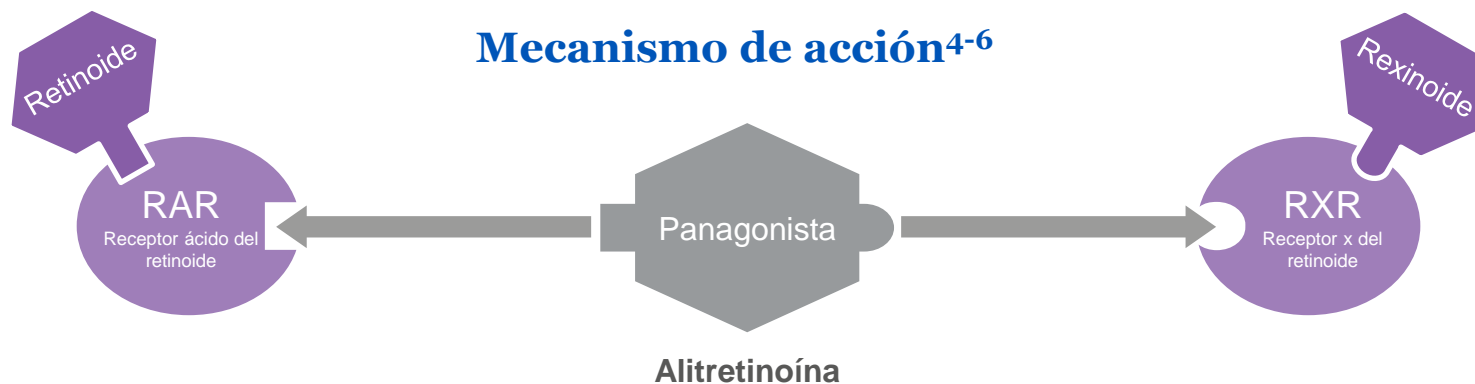 Mecanismo de acción⁴⁻⁶
Retinoide
Rexinoide
RAR
Receptor ácido del
retinoide
Panagonista
RXR
Receptor x del
retinoide
Alitretinoína